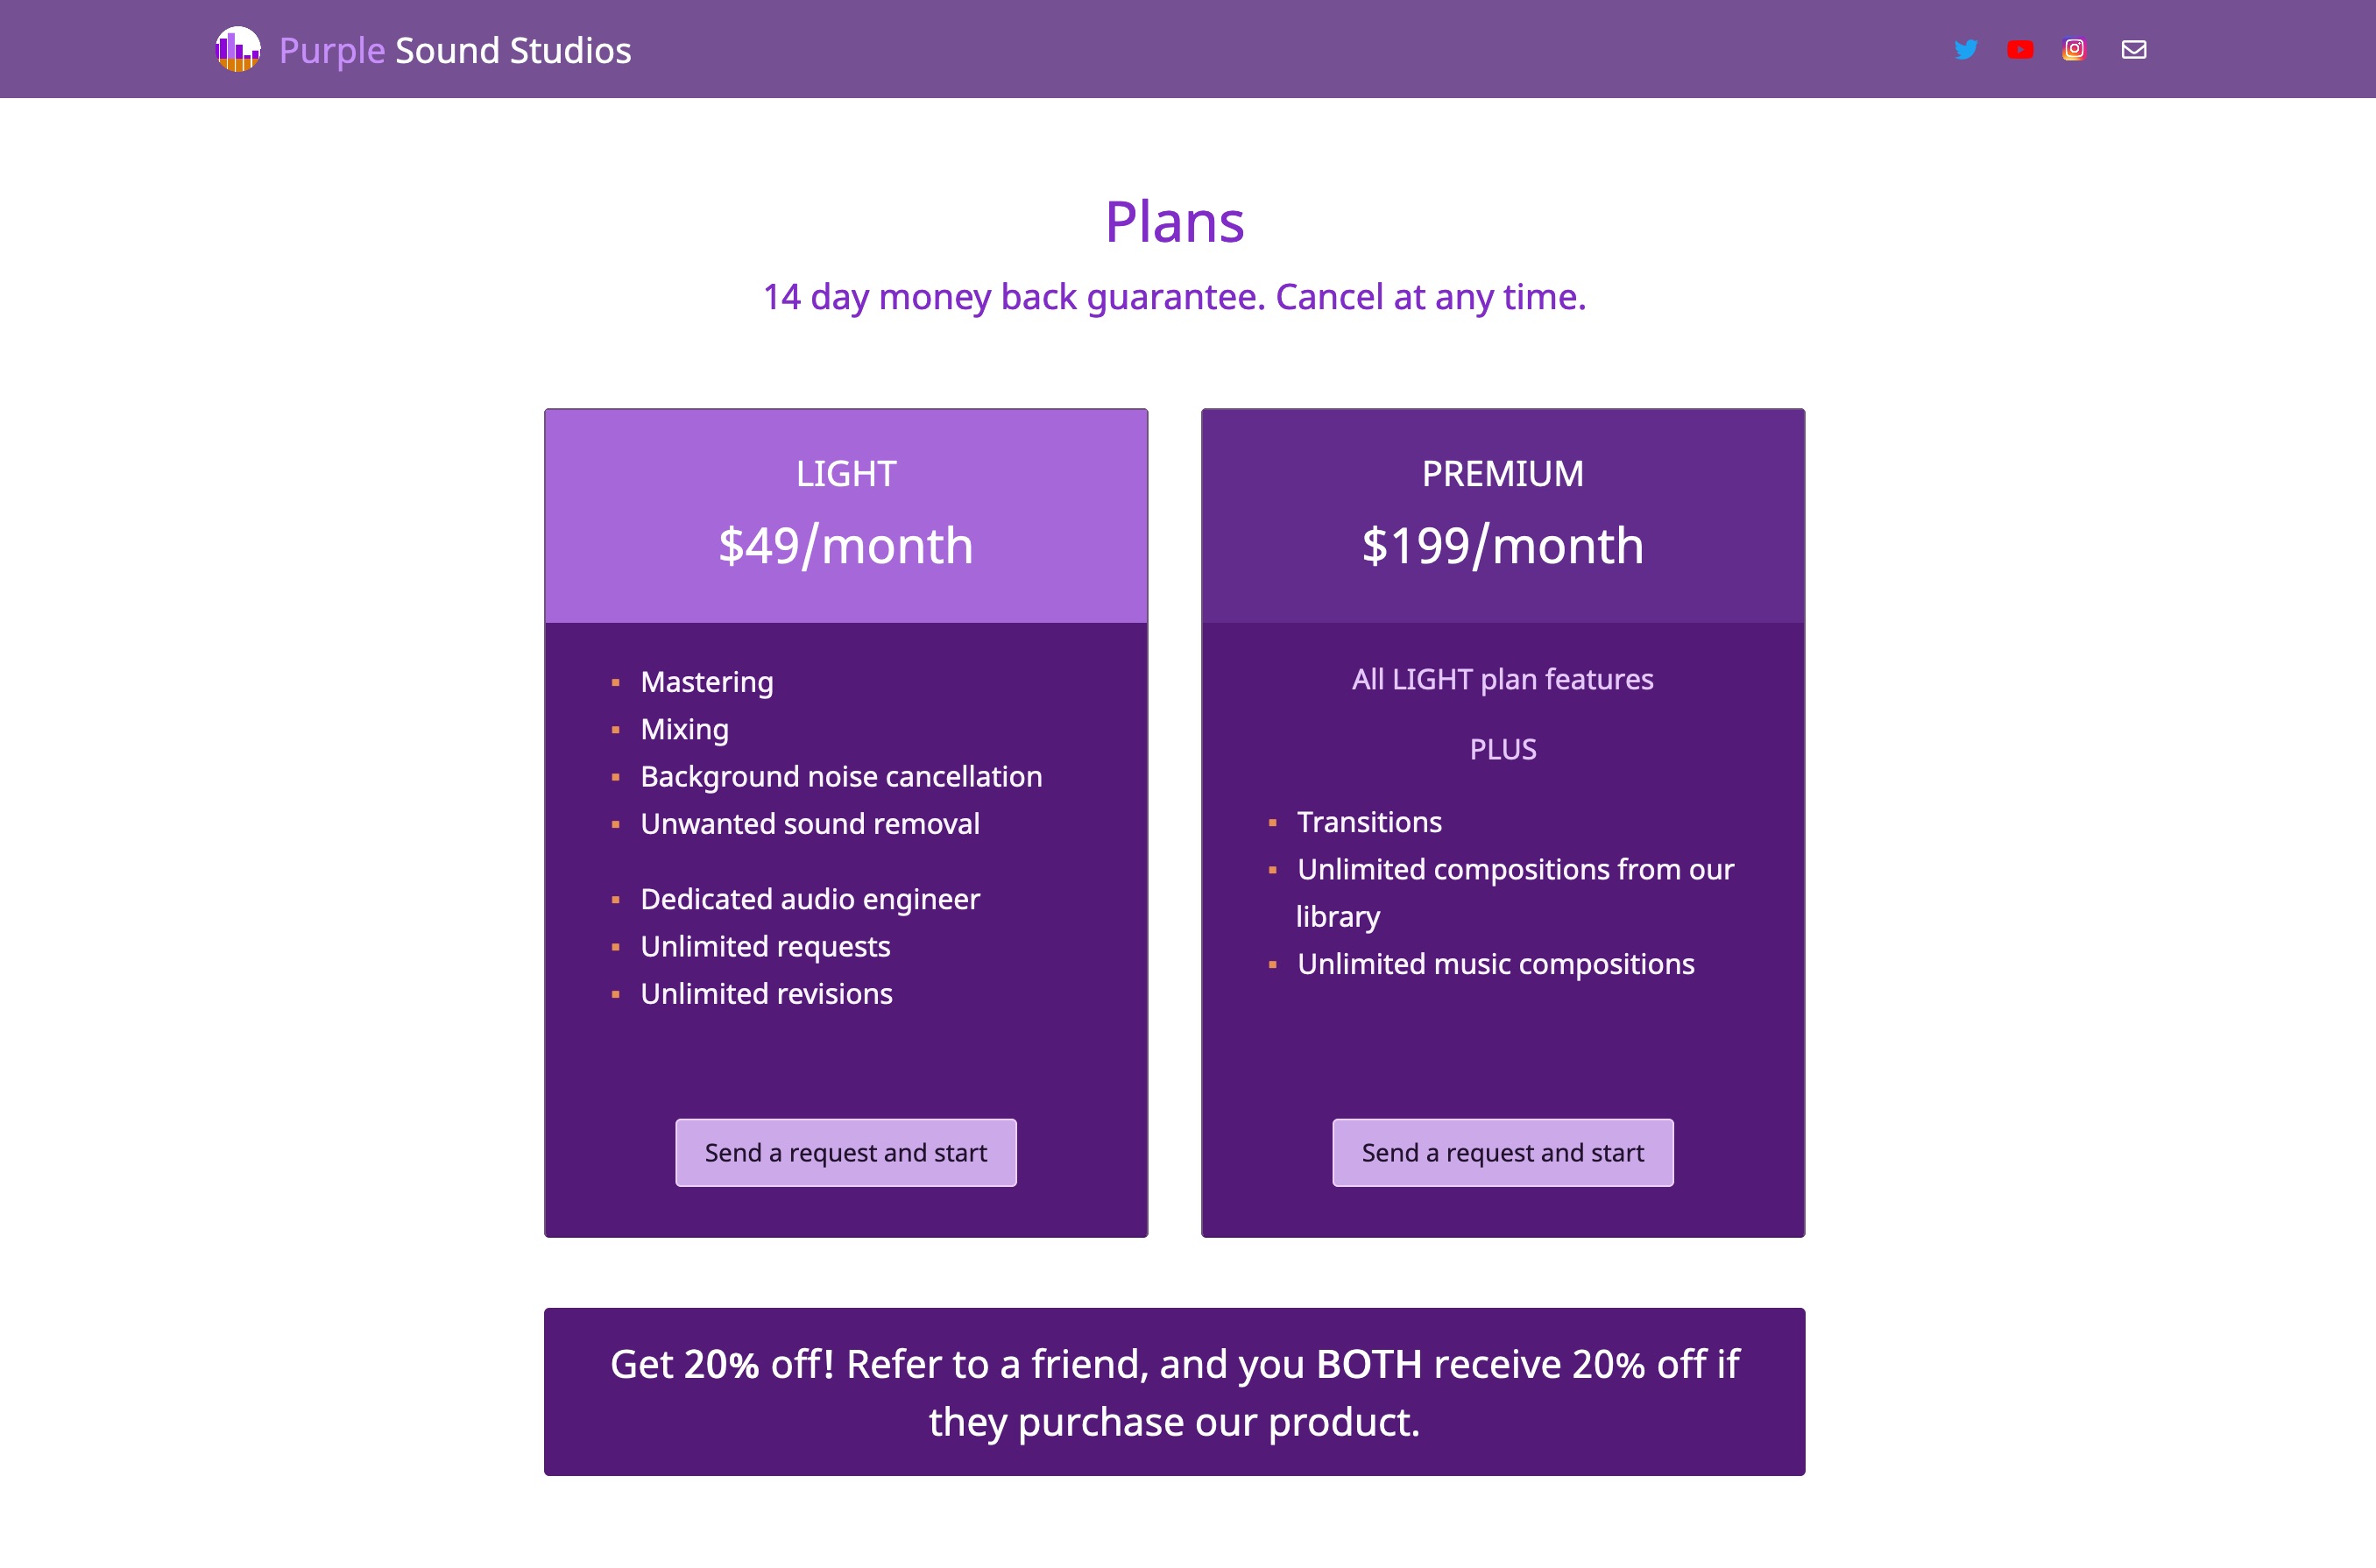 Purple Sound Studios
Plans
14 day money back guarantee. Cancel at any time.
LIGHT
$49/month
Mastering
Mixing
Background noise cancellation
Unwanted sound removal
Dedicated audio engineer
Unlimited requests
Unlimited revisions
Send a request and start
PREMIUM
$199/month
All LIGHT plan features
PLUS
Transitions
Unlimited compositions from our
library
Unlimited music compositions
Send a request and start
Get 20% off! Refer to a friend, and you BOTH receive 20% off if
they purchase our product.